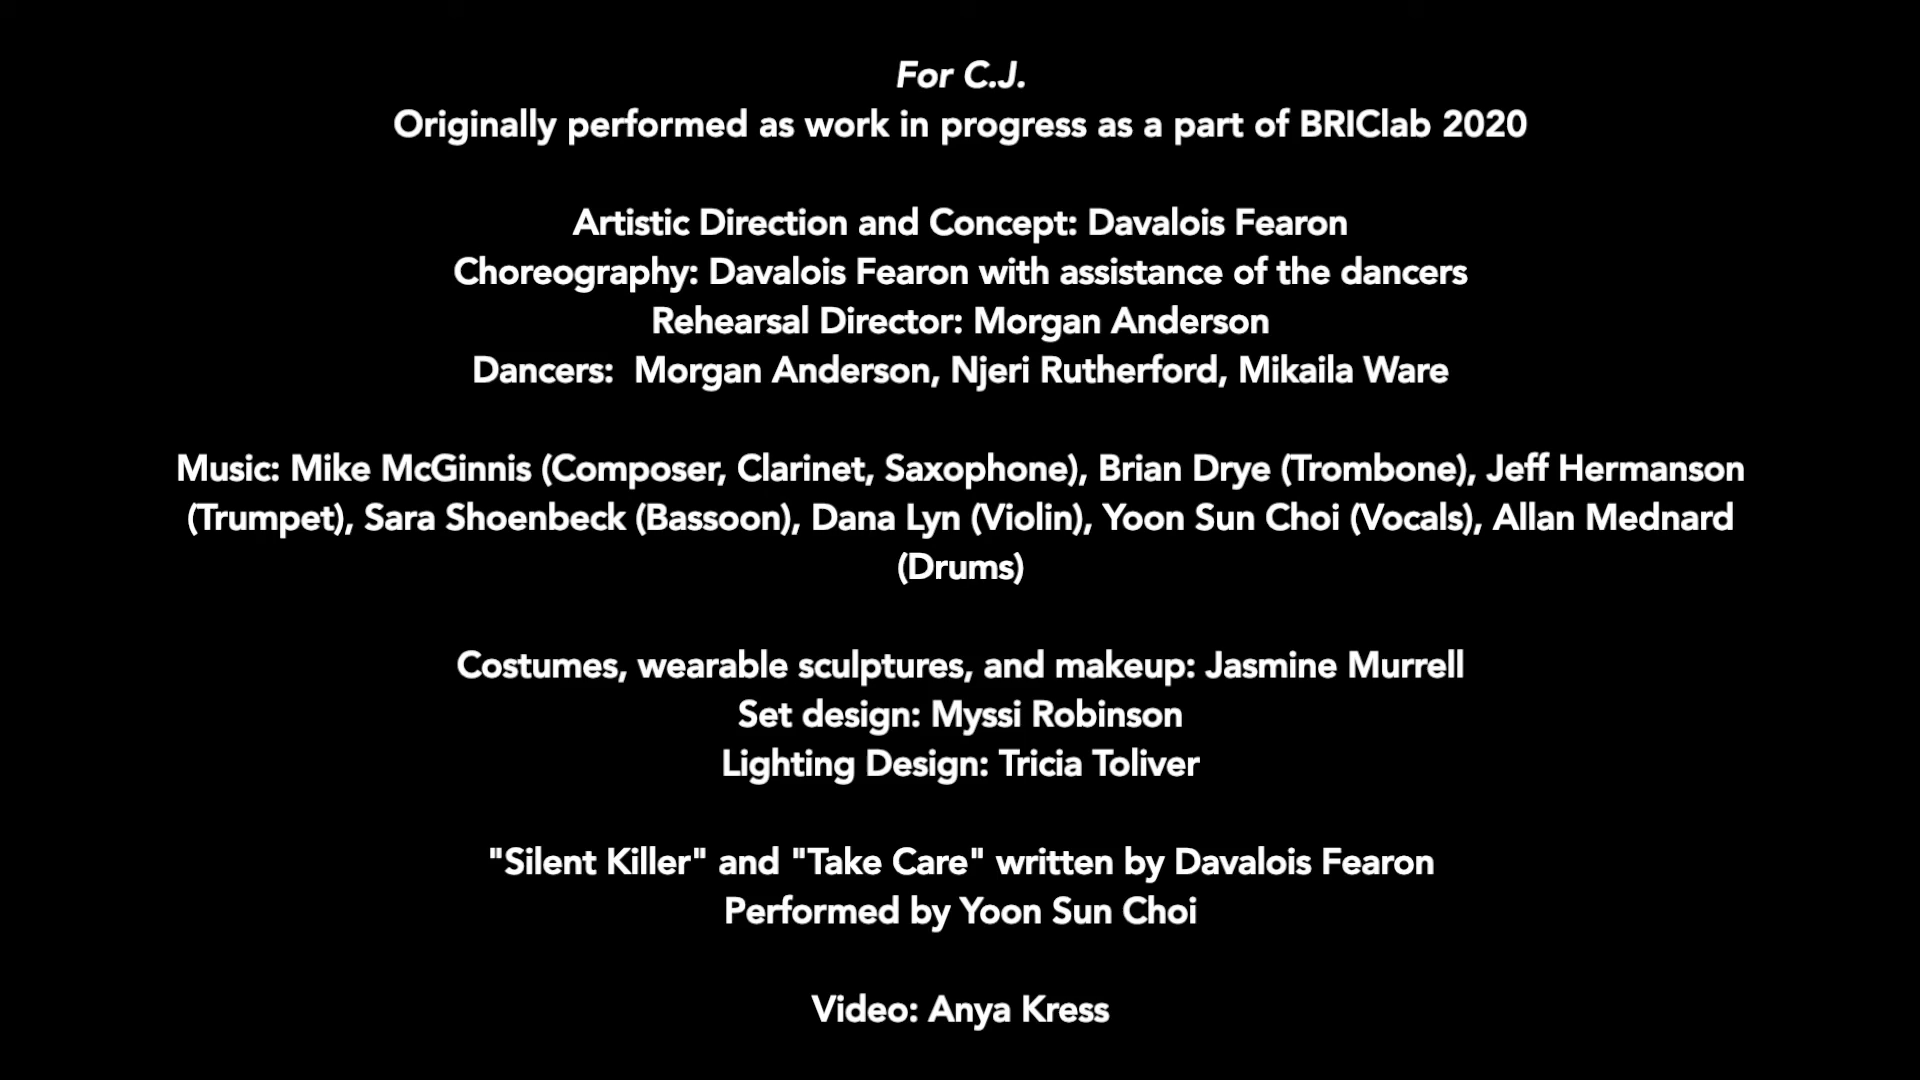 For C.J.
Originally performed as work in progress as a part of BRIClab 2020
Artistic Direction and Concept: Davalois Fearon
Choreography: Davalois Fearon with assistance of the dancers
Rehearsal Director: Morgan Anderson
Dancers:  Morgan Anderson, Njeri Rutherford, Mikaila Ware
Music: Mike McGinnis (Composer, Clarinet, Saxophone), Brian Drye (Trombone), Jeff Hermanson
(Trumpet), Sara Shoenbeck (Bassoon), Dana Lyn (Violin), Yoon Sun Choi (Vocals), Allan Mednard
(Drums)
Costumes, wearable sculptures, and makeup: Jasmine Murrell
Set design: Myssi Robinson
Lighting Design: Tricia Toliver
"Silent Killer" and "Take Care" written by Davalois Fearon
Performed by Yoon Sun Choi
Video: Anya Kress